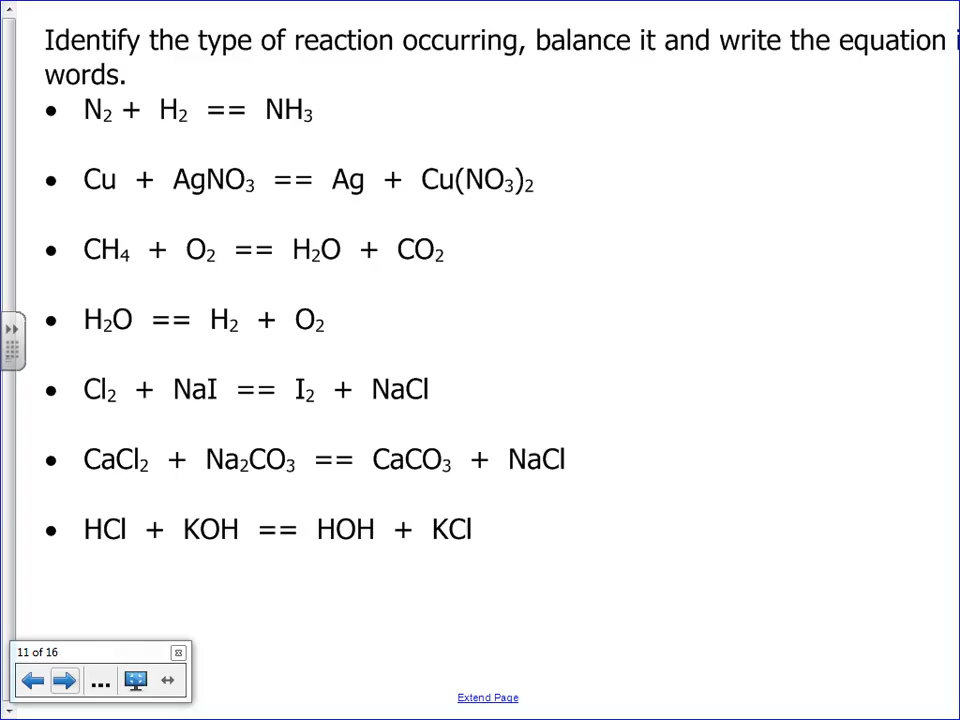 Identify the type of reaction occurring, balance it and write the equation
words.
• N₂ + H₂ == NH₃
• Cu + AgNO₃ == Ag + Cu(NO₃)₂
• CH₄ + O₂ == H₂O + CO₂
• H₂O == H₂ + O₂
• Cl₂ + NaI == I₂ + NaCl
• CaCl₂ + Na₂CO₃ == CaCO₃ + NaCl
• HCl + KOH == HOH + KCl
11 of 16
...
Extend Page